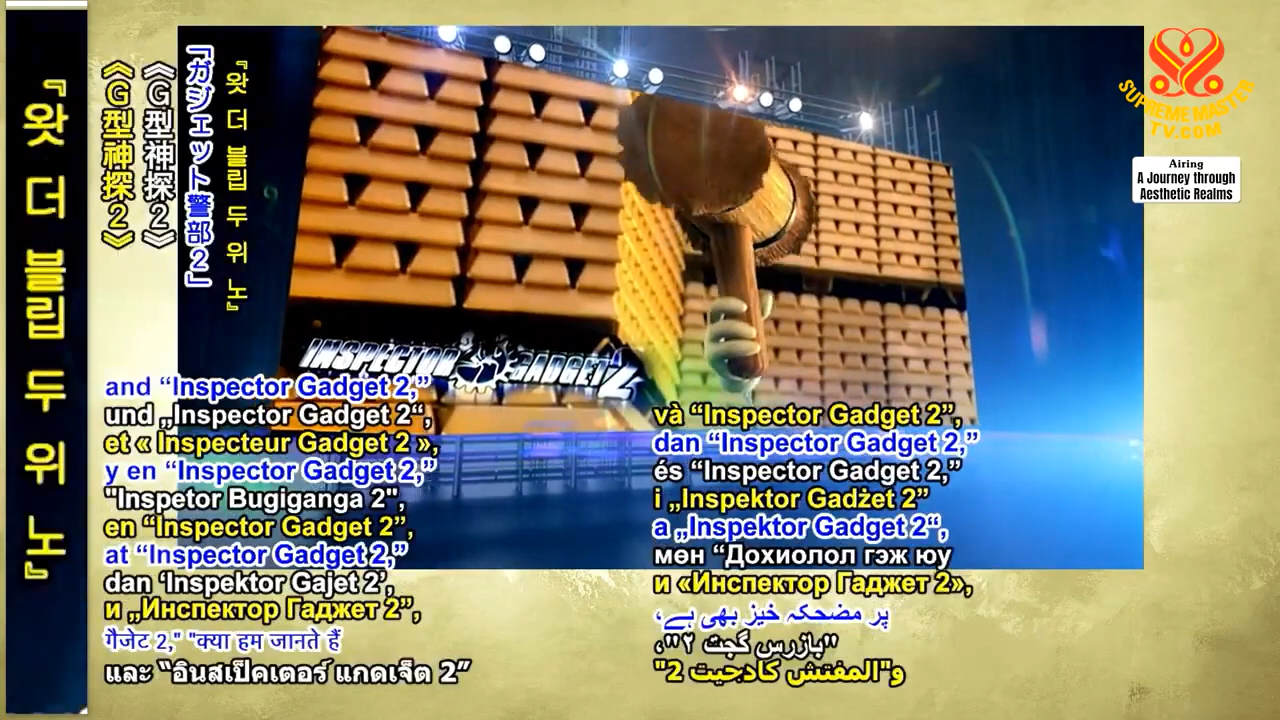 『왓 더 블립 두 위 노』
《G型神探2》
《G型神探2》
「ガジェット警部2」
『왓 더 블립 두 위 노』
INSPECTOR GADGET 2
SUPREME MASTER
TV.COM
Airing
A Journey through
Aesthetic Realms
and “Inspector Gadget 2,”
und „Inspector Gadget 2“,
et « Inspecteur Gadget 2 »,
y en “Inspector Gadget 2,”
"Inspetor Bugiganga 2",
en “Inspector Gadget 2”,
at “Inspector Gadget 2,”
dan ‘Inspektor Gajet 2’,
и „Инспектор Гаджет 2”,
गैजेट 2," "क्या हम जानते हैं
และ “อินสเป็คเตอร์ แกดเจ็ต 2”
và “Inspector Gadget 2”,
dan “Inspector Gadget 2,”
és “Inspector Gadget 2,”
i „Inspektor Gadżet 2”
a „Inspektor Gadget 2“,
мөн “Дохиолол гэж юу
и «Инспектор Гаджет 2»,
پر مضحکہ خیز بھی ہے،
"بازرس گجت ۲"،
و"المفتش كادجيت 2"